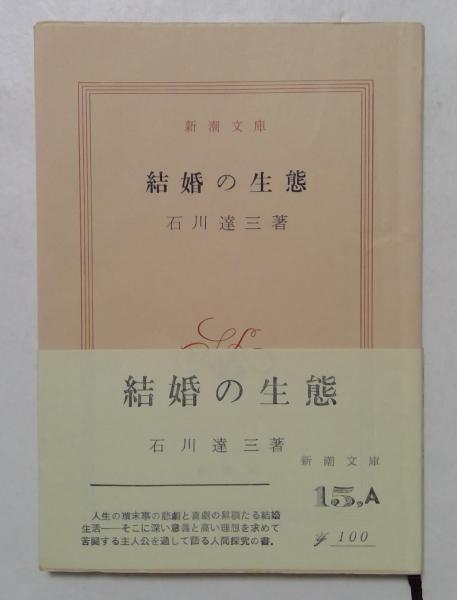 新潮文庫
結婚の生態
石川達三著
結婚の生態
石川達三著
新潮文庫
15,A
人生の瑣末事の悲劇と喜劇の累積たる結婚
生活――そこに深い意義と高い理想を求めて
苦闘する主人公を通して語る人間探究の書。
¥ 100